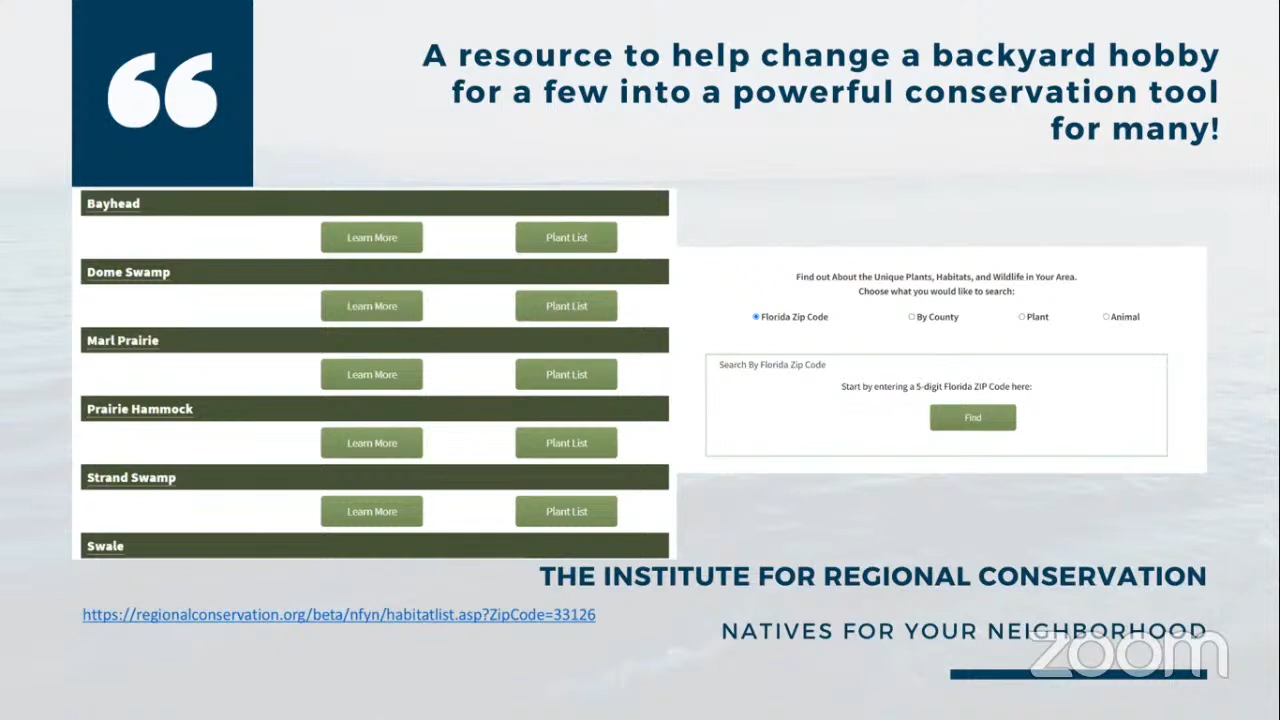 “
A resource to help change a backyard hobby
for a few into a powerful conservation tool
for many!
Bayhead
Learn More Plant List
Dome Swamp
Learn More Plant List
Marl Prairie
Learn More Plant List
Prairie Hammock
Learn More Plant List
Strand Swamp
Learn More Plant List
Swale
Find out About the Unique Plants, Habitats, and Wildlife in Your Area.
Choose what you would like to search:
Florida Zip Code By County Plant Animal
Search By Florida Zip Code
Start by entering a 5-digit Florida ZIP Code here:
Find
THE INSTITUTE FOR REGIONAL CONSERVATION
https://regionalconservation.org/beta/nfyn/habitatlist.asp?ZipCode=33126
NATIVES FOR YOUR NEIGHBORHOOD
zoom